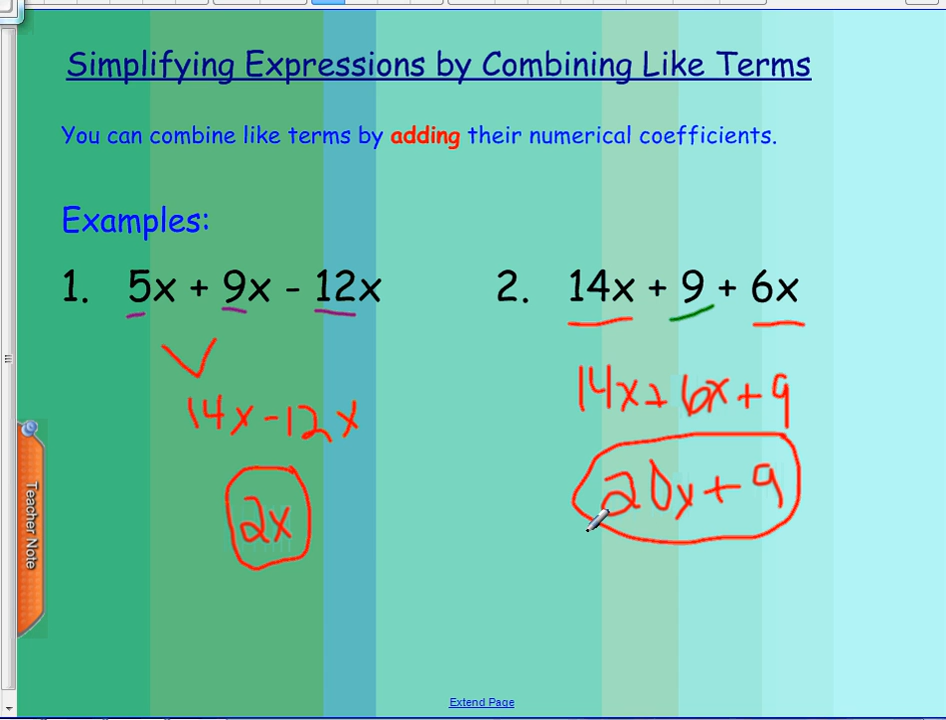 Simplifying Expressions by Combining Like Terms
You can combine like terms by adding their numerical coefficients.
Examples:
1. 5x + 9x - 12x
14x - 12x
2x
2. 14x + 9 + 6x
14x + 6x + 9
20x + 9
Teacher Note
Extend Page